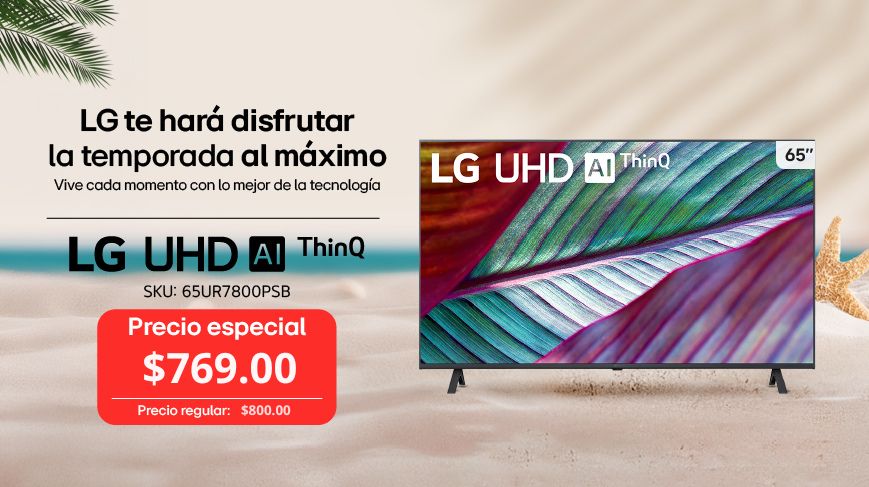 LG te hará disfrutar
la temporada al máximo
Vive cada momento con lo mejor de la tecnología
LG UHD AI ThinQ
SKU: 65UR7800PSB
Precio especial
$769.00
Precio regular: $800.00
LG UHD AI ThinQ
65"